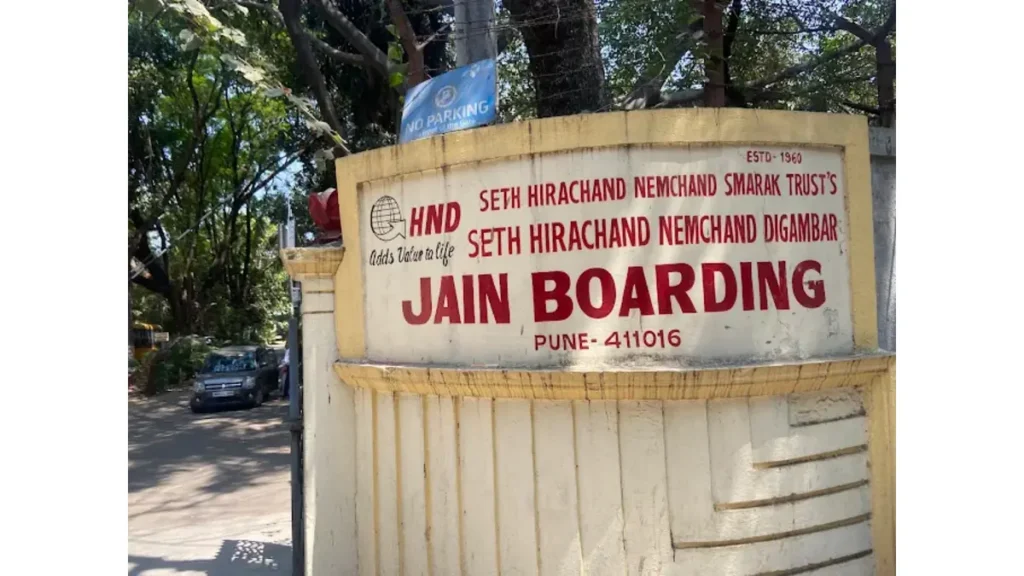 NO PARKING
ESTD- 1960
SETH HIRACHAND NEMCHAND SMARAK TRUST'S
HND
Adds Value to life
SETH HIRACHAND NEMCHAND DIGAMBAR
JAIN BOARDING
PUNE- 411016